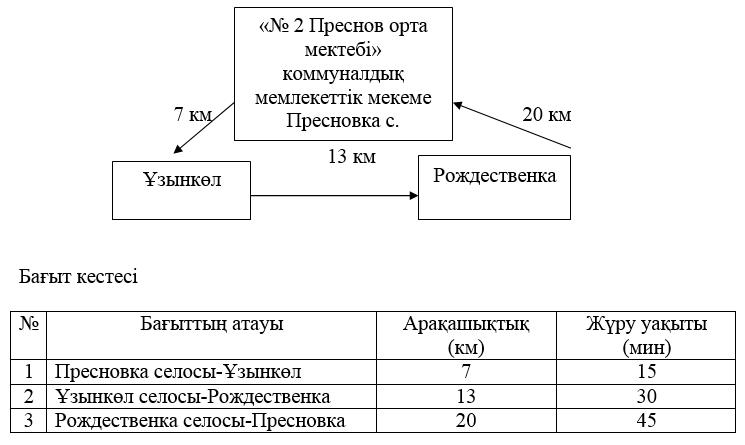 «№ 2 Преснов орта
мектебі»
коммуналдық
мемлекеттік мекеме
Пресновка с.
7 км
20 км
13 км
Ұзынкөл
Рождественка
Бағыт кестесі
№ Бағыттың атауы Арақашықтық (км) Жүру уақыты (мин)
1 Пресновка селосы-Ұзынкөл 7 15
2 Ұзынкөл селосы-Рождественка 13 30
3 Рождественка селосы-Пресновка 20 45